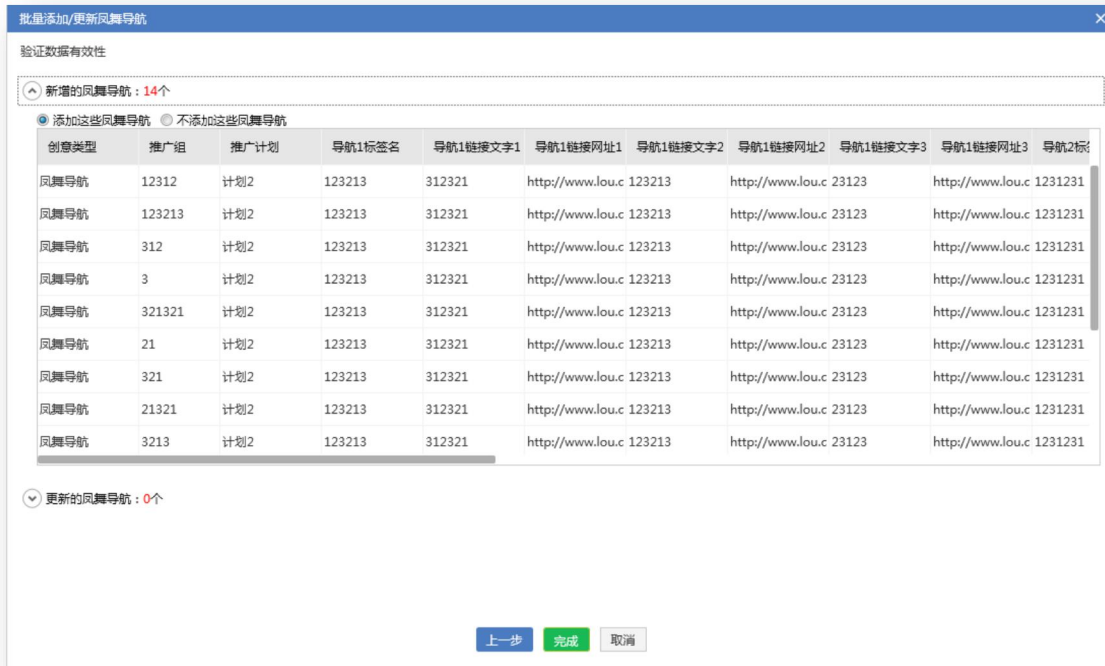 批量添加/更新凤舞导航
验证数据有效性
新增的凤舞导航：14个
添加这些凤舞导航 不添加这些凤舞导航
创意类型 推广组 推广计划 导航1标签名 导航1链接文字1 导航1链接网址1 导航1链接文字2 导航1链接网址2 导航1链接文字3 导航1链接网址3 导航2标
凤舞导航 12312 计划2 123213 312321 http://www.lou.c 123213 http://www.lou.c 23123 http://www.lou.c 1231231
凤舞导航 123213 计划2 123213 312321 http://www.lou.c 123213 http://www.lou.c 23123 http://www.lou.c 1231231
凤舞导航 312 计划2 123213 312321 http://www.lou.c 123213 http://www.lou.c 23123 http://www.lou.c 1231231
凤舞导航 3 计划2 123213 312321 http://www.lou.c 123213 http://www.lou.c 23123 http://www.lou.c 1231231
凤舞导航 321321 计划2 123213 312321 http://www.lou.c 123213 http://www.lou.c 23123 http://www.lou.c 1231231
凤舞导航 21 计划2 123213 312321 http://www.lou.c 123213 http://www.lou.c 23123 http://www.lou.c 1231231
凤舞导航 321 计划2 123213 312321 http://www.lou.c 123213 http://www.lou.c 23123 http://www.lou.c 1231231
凤舞导航 21321 计划2 123213 312321 http://www.lou.c 123213 http://www.lou.c 23123 http://www.lou.c 1231231
凤舞导航 3213 计划2 123213 312321 http://www.lou.c 123213 http://www.lou.c 23123 http://www.lou.c 1231231
更新的凤舞导航：0个
上一步 完成 取消